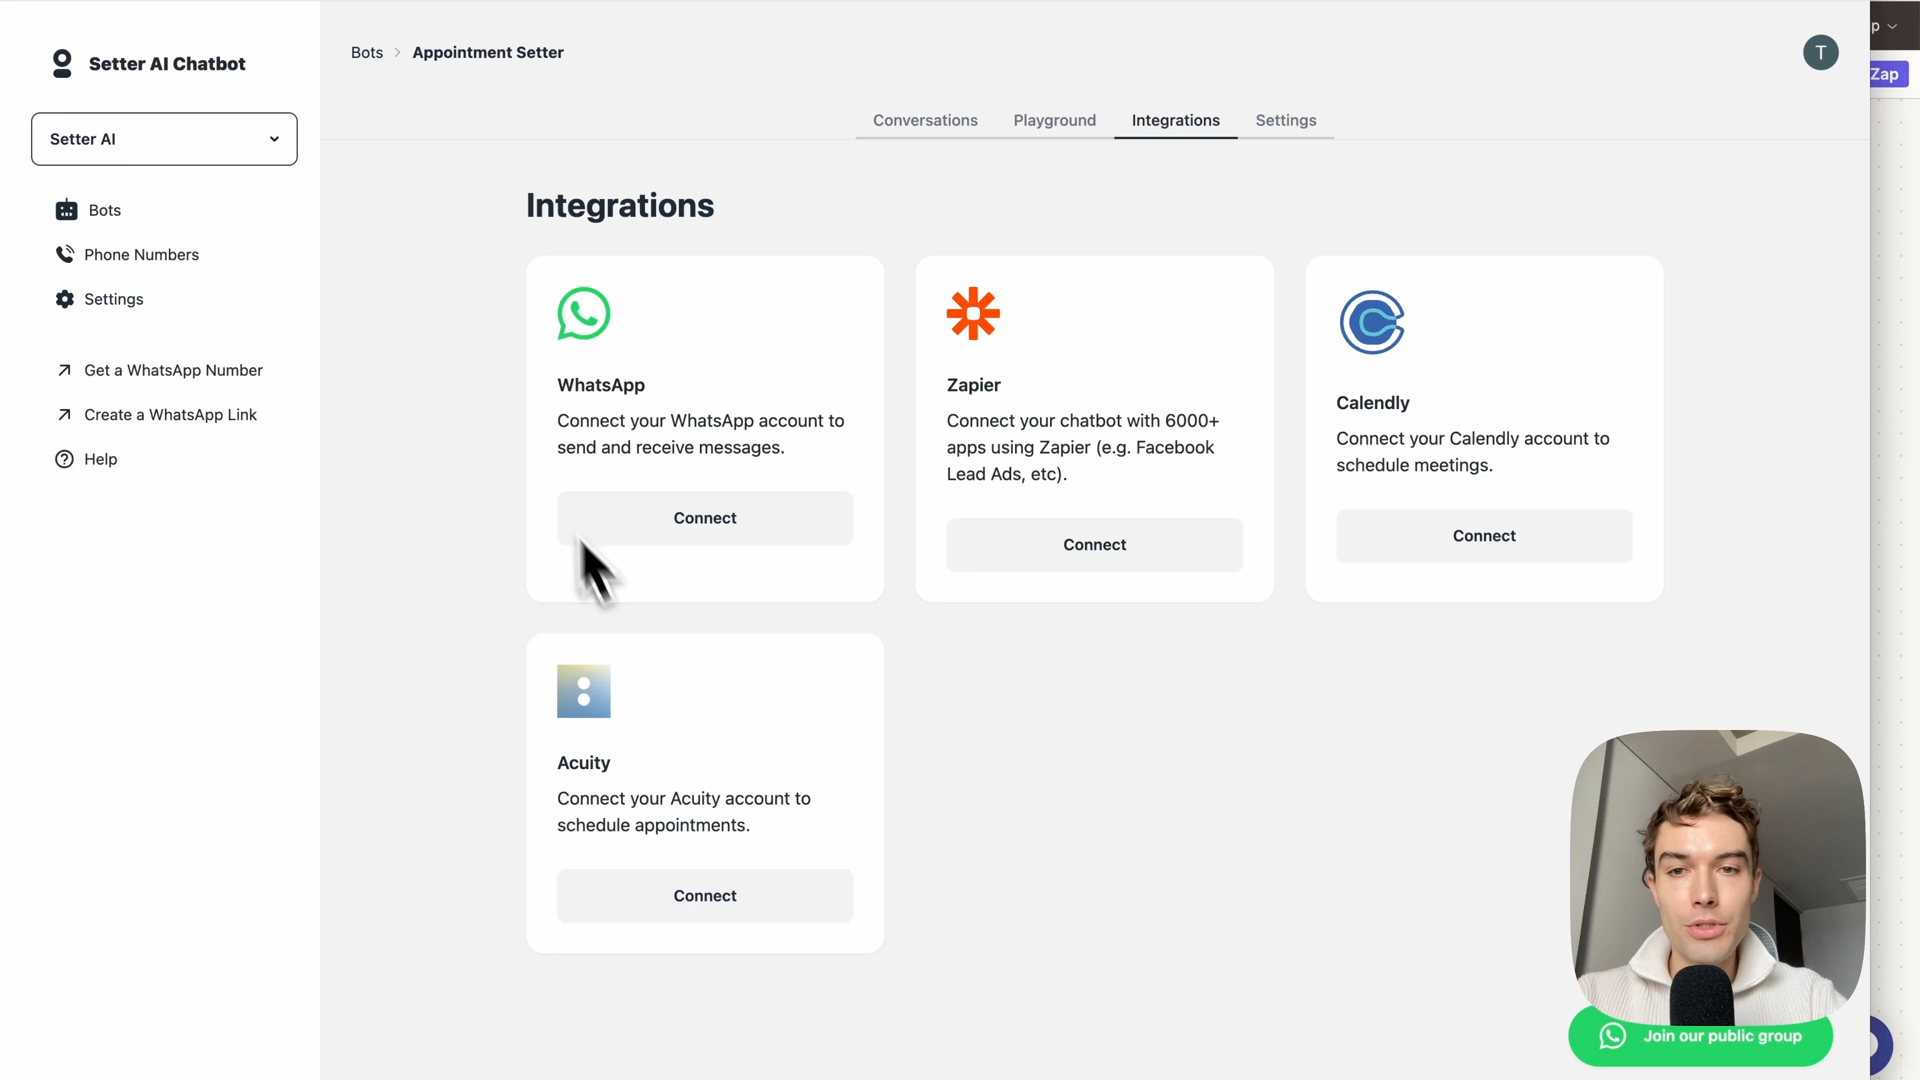 Setter AI Chatbot
Setter AI
Bots
Phone Numbers
Settings
Get a WhatsApp Number
Create a WhatsApp Link
Help
Bots > Appointment Setter
T
p
Zap
Conversations
Playground
Integrations
Settings
Integrations
WhatsApp
Connect your WhatsApp account to
send and receive messages.
Connect
Zapier
Connect your chatbot with 6000+
apps using Zapier (e.g. Facebook
Lead Ads, etc).
Connect
Calendly
Connect your Calendly account to
schedule meetings.
Connect
Acuity
Connect your Acuity account to
schedule appointments.
Connect
Join our public group